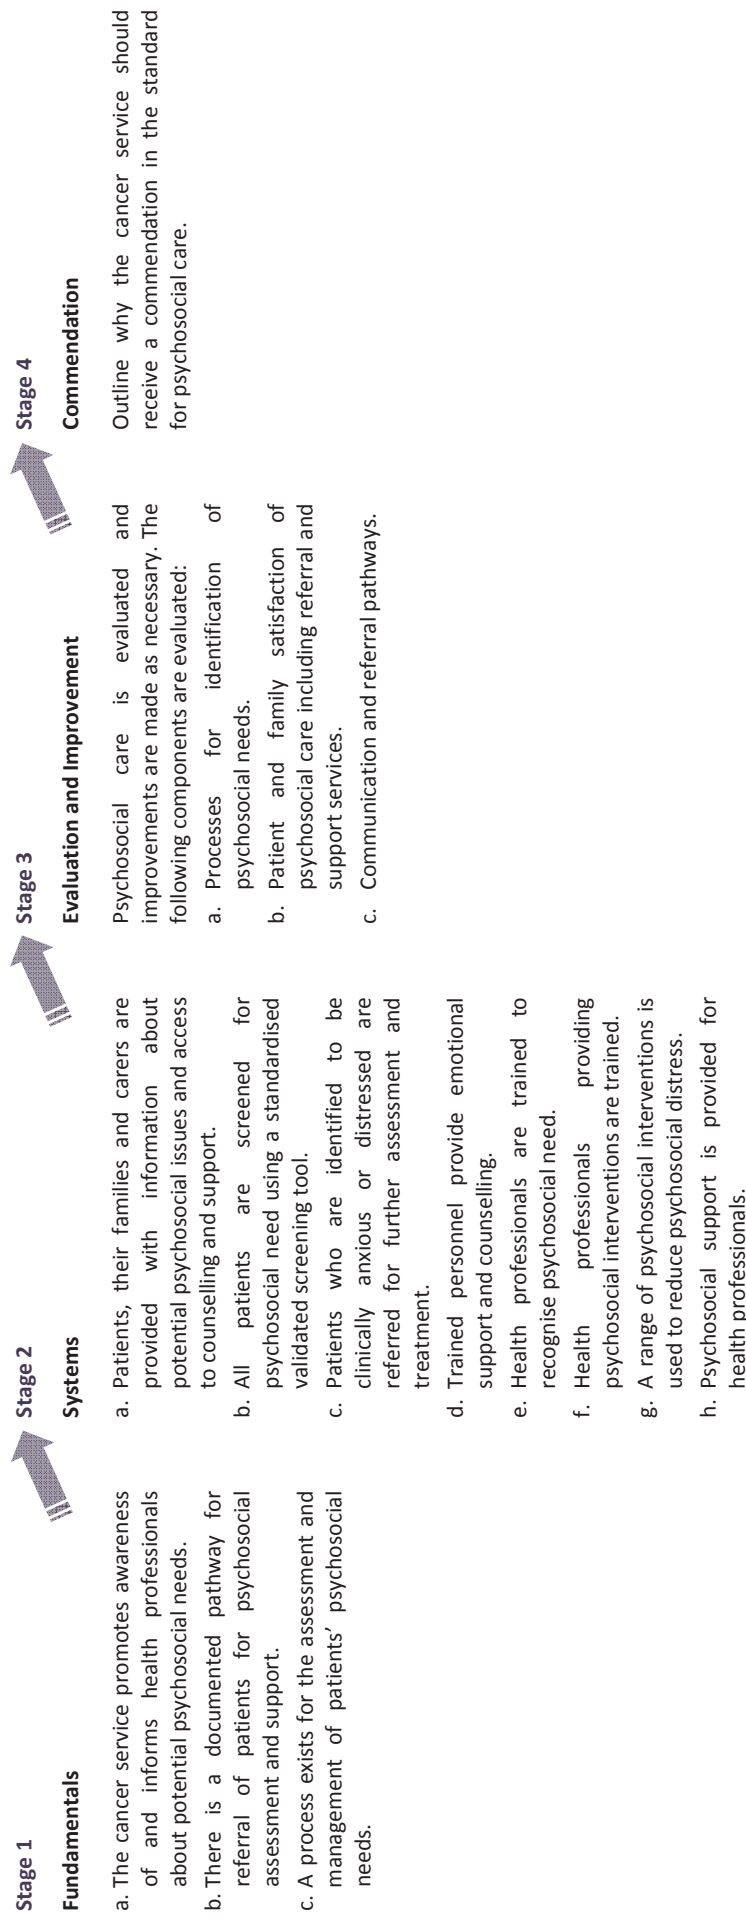 Stage 1
Fundamentals
a. The cancer service promotes awareness
of and informs health professionals
about potential psychosocial needs.
b. There is a documented pathway for
referral of patients for psychosocial
assessment and support.
c. A process exists for the assessment and
management of patients’ psychosocial
needs.
Stage 2
Systems
a. Patients, their families and carers are
provided with information about
potential psychosocial issues and access
to counselling and support.
b. All patients are screened for
psychosocial need using a standardised
validated screening tool.
c. Patients who are identified to be
clinically anxious or distressed are
referred for further assessment and
treatment.
d. Trained personnel provide emotional
support and counselling.
e. Health professionals are trained to
recognise psychosocial need.
f. Health professionals providing
psychosocial interventions are trained.
g. A range of psychosocial interventions is
used to reduce psychosocial distress.
h. Psychosocial support is provided for
health professionals.
Stage 3
Evaluation and Improvement
Psychosocial care is evaluated and
improvements are made as necessary. The
following components are evaluated:
a. Processes for identification of
psychosocial needs.
b. Patient and family satisfaction of
psychosocial care including referral and
support services.
c. Communication and referral pathways.
Stage 4
Commendation
Outline why the cancer service should
receive a commendation in the standard
for psychosocial care.